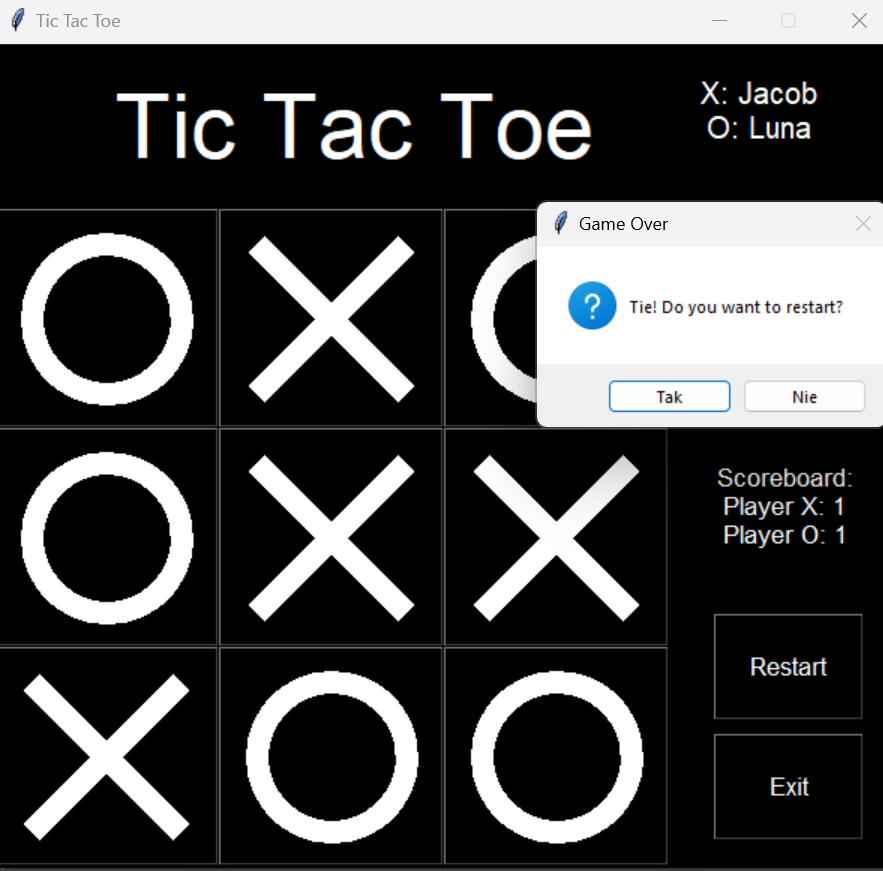 Tic Tac Toe
Tic Tac Toe
X: Jacob
O: Luna
Game Over
Tie! Do you want to restart?
Tak
Nie
Scoreboard:
Player X: 1
Player O: 1
Restart
Exit